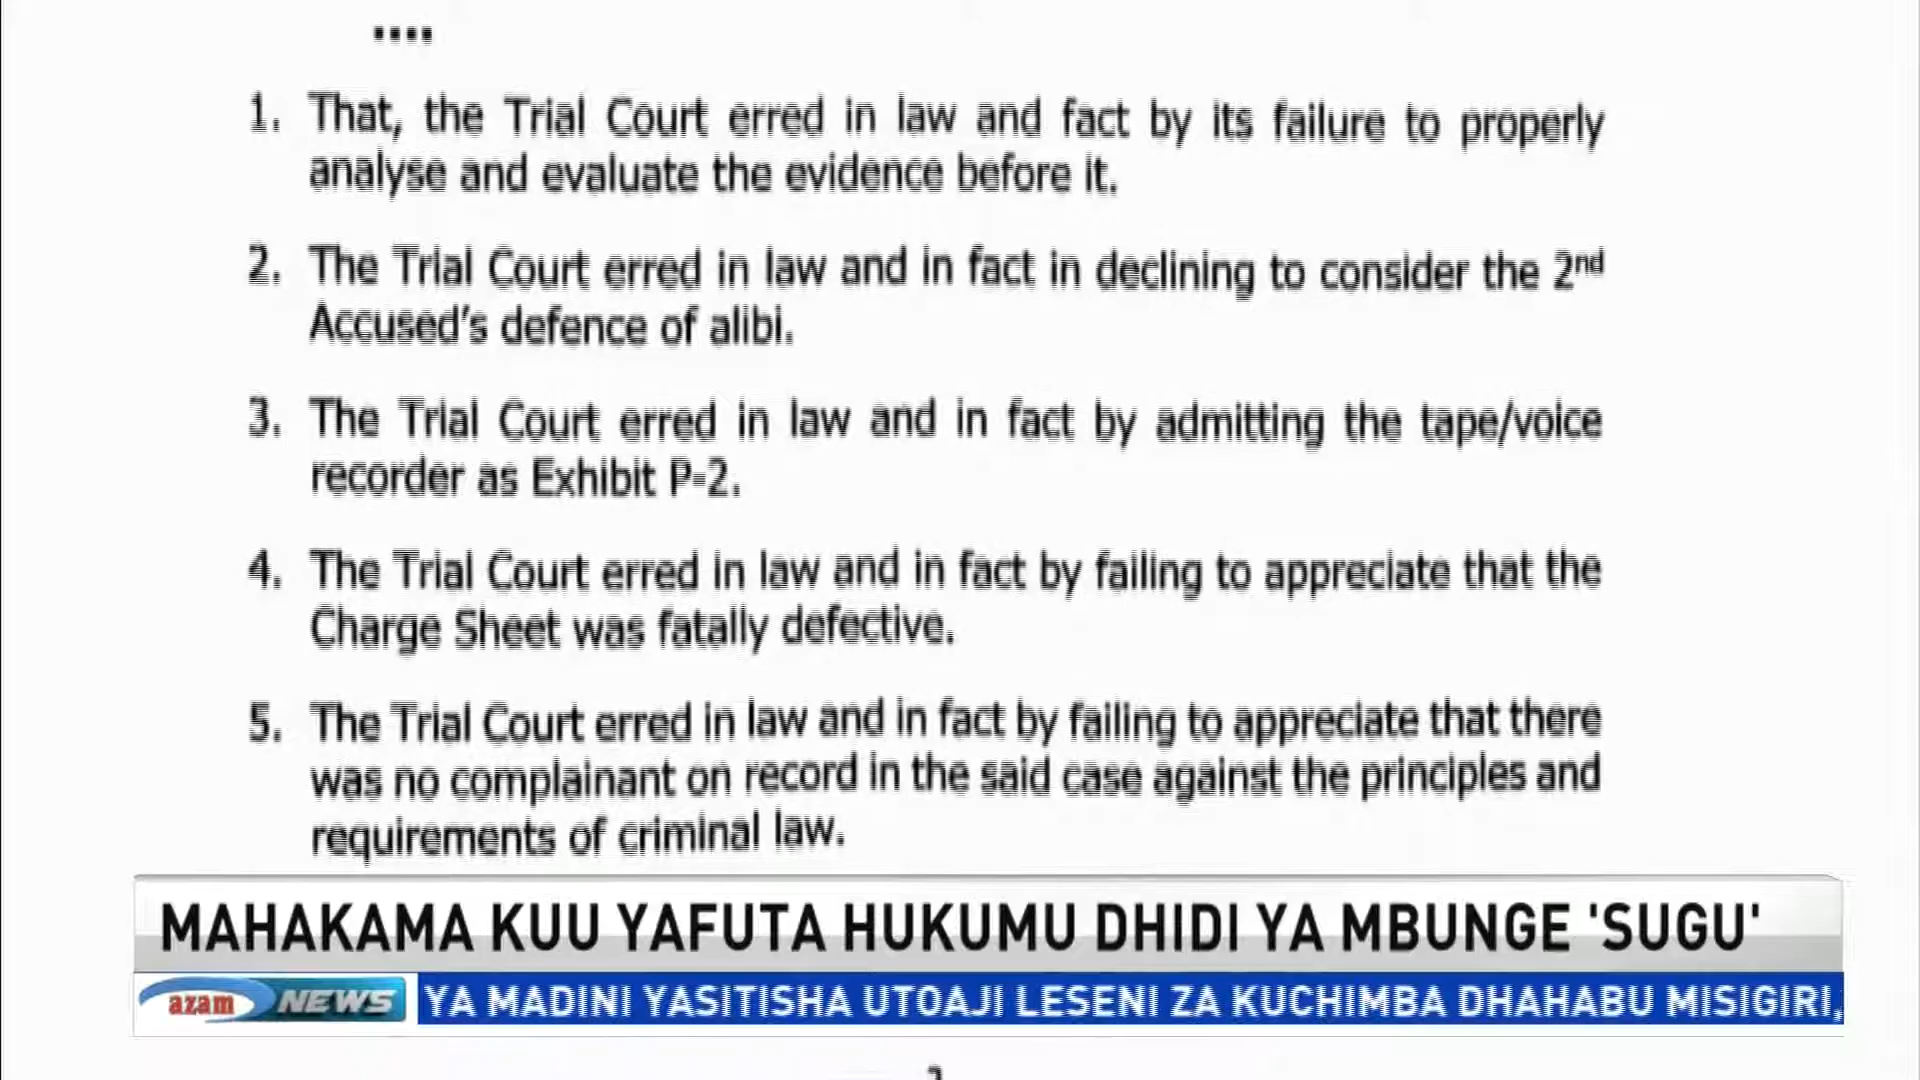 ....
1. That, the Trial Court erred in law and fact by its failure to properly
analyse and evaluate the evidence before it.
2. The Trial Court erred in law and in fact in declining to consider the 2nd
Accused's defence of alibi.
3. The Trial Court erred in law and in fact by admitting the tape/voice
recorder as Exhibit P-2.
4. The Trial Court erred in law and in fact by failing to appreciate that the
Charge Sheet was fatally defective.
5. The Trial Court erred in law and in fact by failing to appreciate that there
was no complainant on record in the said case against the principles and
requirements of criminal law.
MAHAKAMA KUU YAFUTA HUKUMU DHIDI YA MBUNGE 'SUGU'
azam NEWS YA MADINI YASITISHA UTOAJI LESENI ZA KUCHIMBA DHAHABU MISIGIRI,